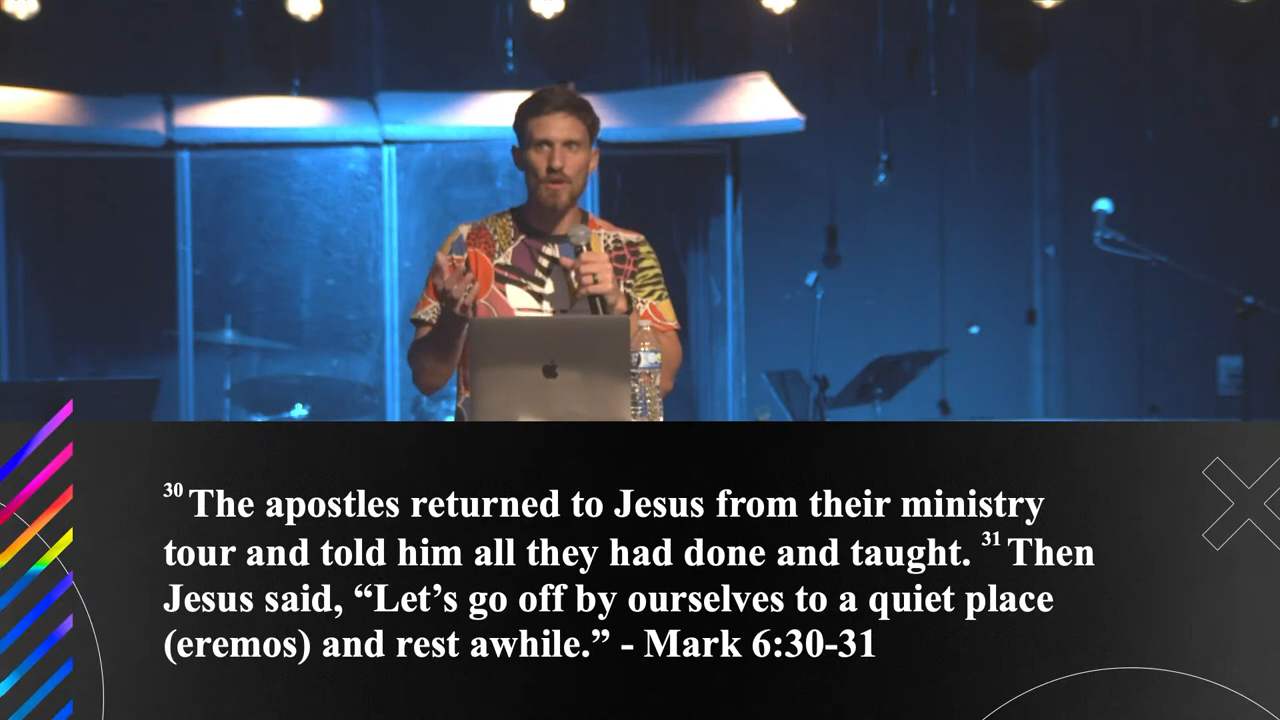 30 The apostles returned to Jesus from their ministry
tour and told him all they had done and taught. 31 Then
Jesus said, “Let’s go off by ourselves to a quiet place
(eremos) and rest awhile.” - Mark 6:30-31